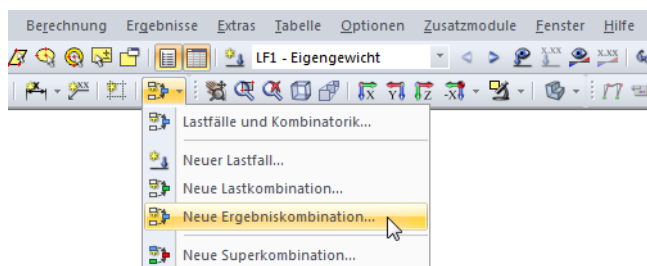 Berechnung Ergebnisse Extras Tabelle Optionen Zusatzmodule Fenster Hilfe
LF1 - Eigengewicht
Lastfälle und Kombinatorik...
Neuer Lastfall...
Neue Lastkombination...
Neue Ergebniskombination...
Neue Superkombination...